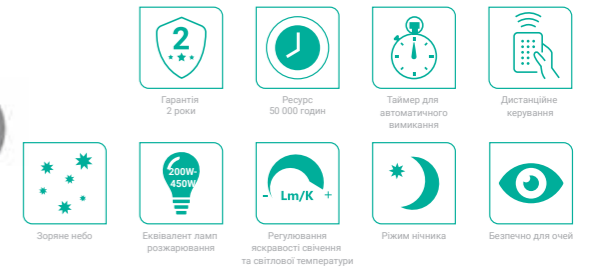 2
Гарантія
2 роки
Ресурс
50 000 годин
Таймер для
автоматичного
вимикання
Дистанційне
керування
Зоряне небо
200W-
450W
Еквівалент ламп
розжарювання
- Lm/K +
Регулювання
яскравості свічення
та світлової температури
Ріжим нічника
Безпечно для очей